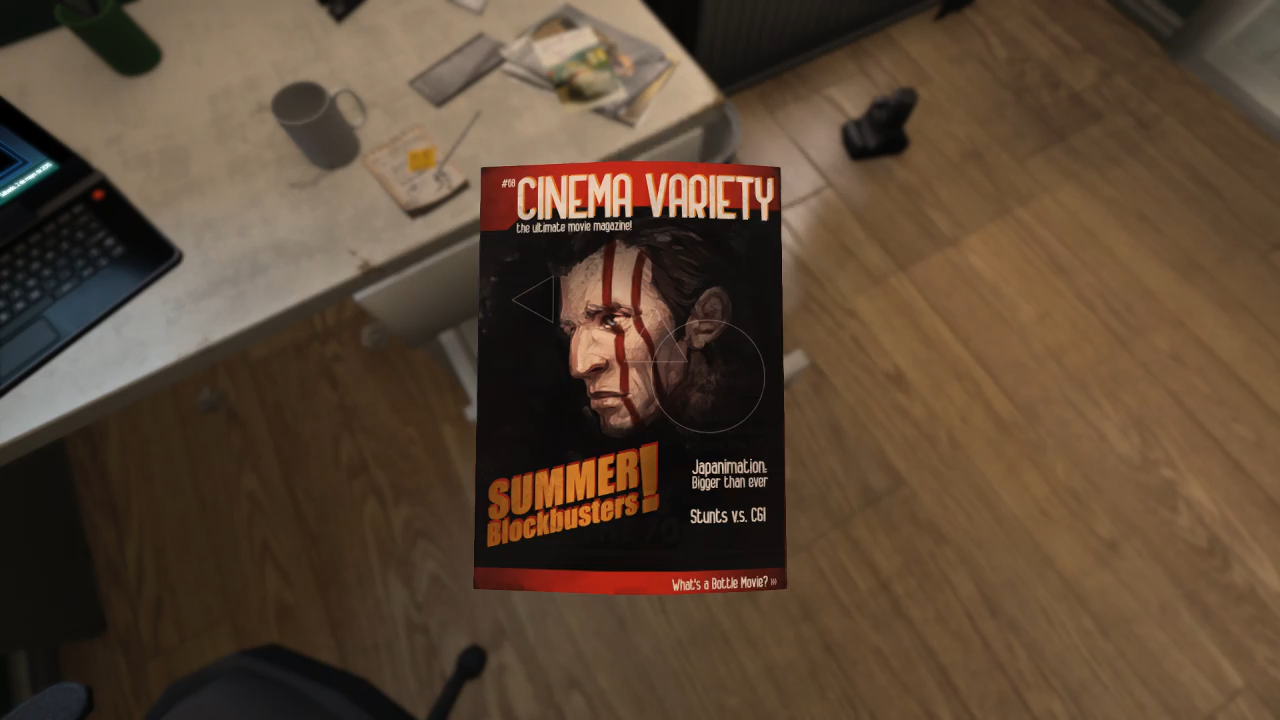 #68
CINEMA VARIETY
the ultimate movie magazine!
SUMMER!
Blockbusters
Japanimation:
Bigger than ever
Stunts v.s. CGI
What's a Bottle Movie? »»